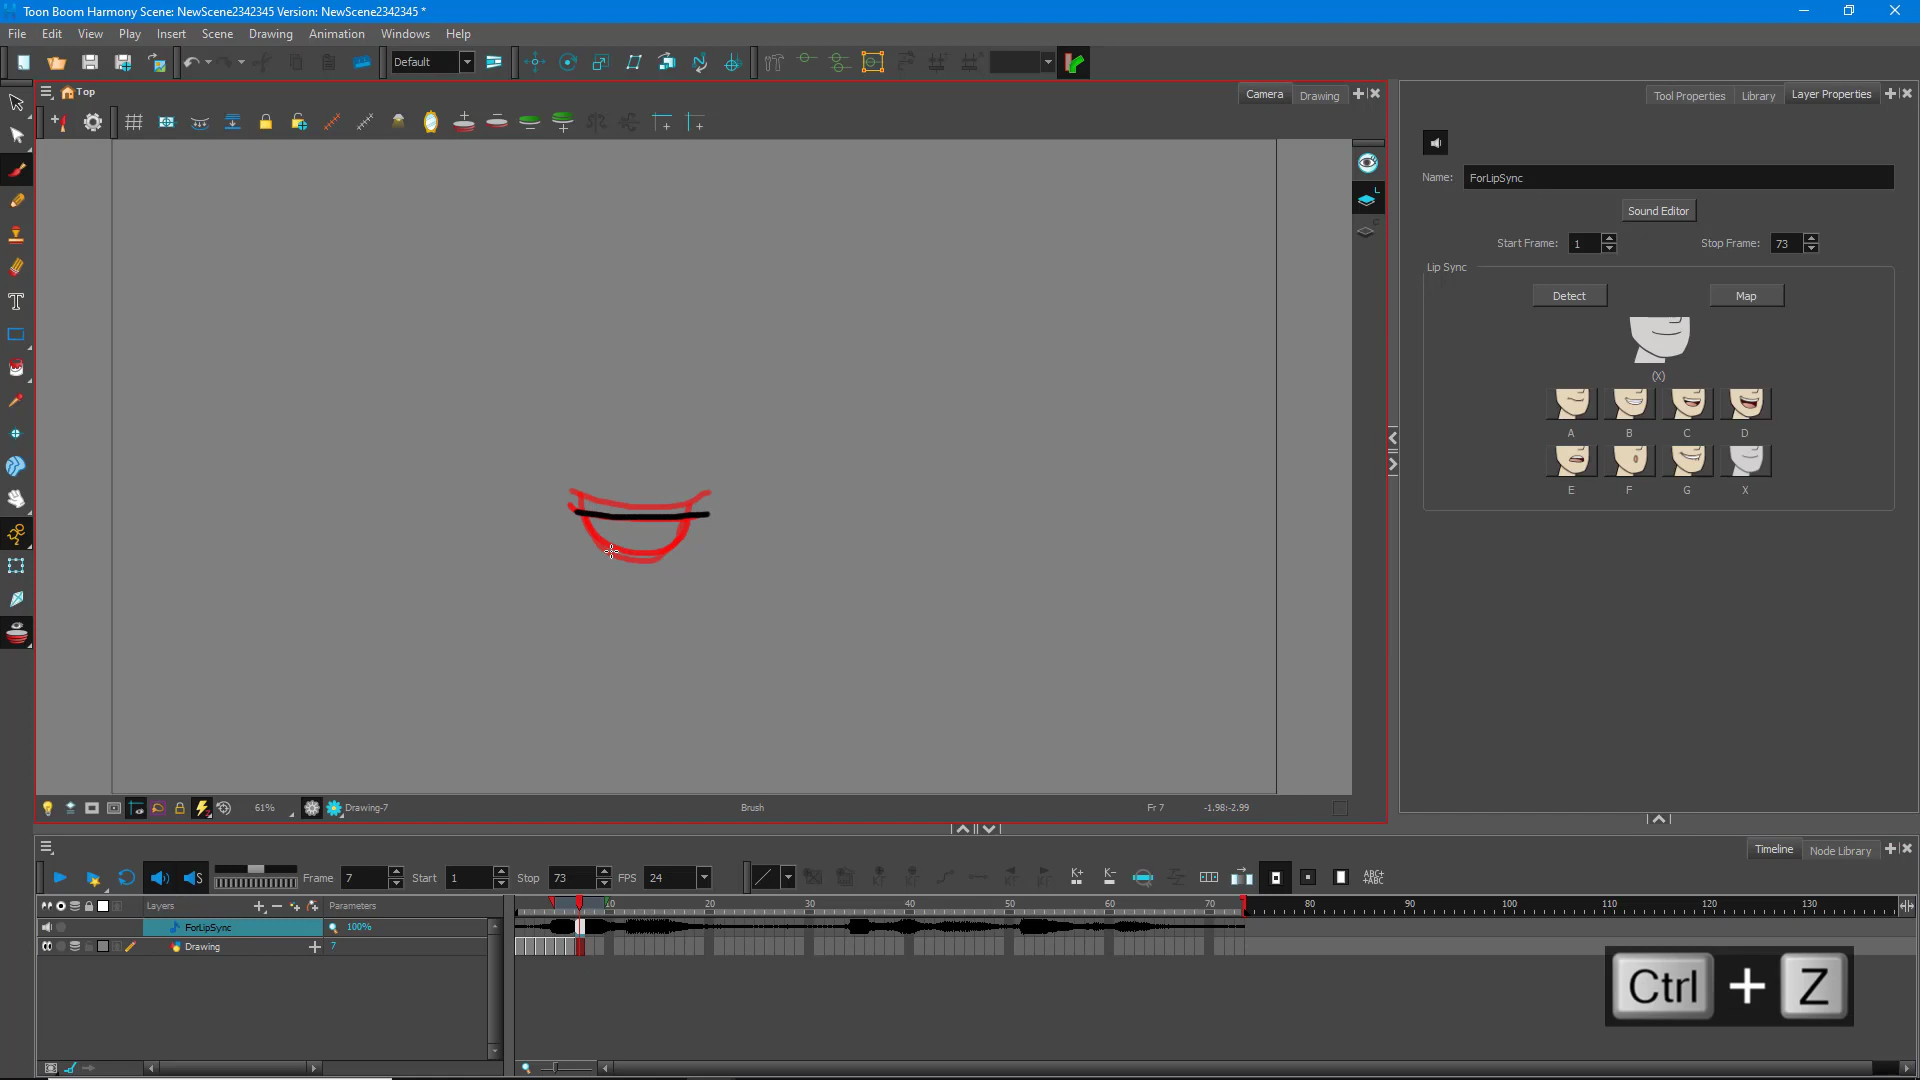 Toon Boom Harmony Scene: NewScene2342345 Version: NewScene2342345 *
File Edit View Play Insert Scene Drawing Animation Windows Help
Default
Top
Camera Drawing
Tool Properties Library Layer Properties
Name: ForLipSync
Sound Editor
Start Frame: 1 Stop Frame: 73
Lip Sync
Detect Map
(X)
A B C D
E F G X
61% Drawing-7 Brush Fr 7 -1.98:-2.99
Timeline Node Library
Frame 7 Start 1 Stop 73 FPS 24
Layers Parameters
10 20 30 40 50 60 70 80 90 100 110 120 130
ForLipSync 100%
Drawing 7
Ctrl + Z